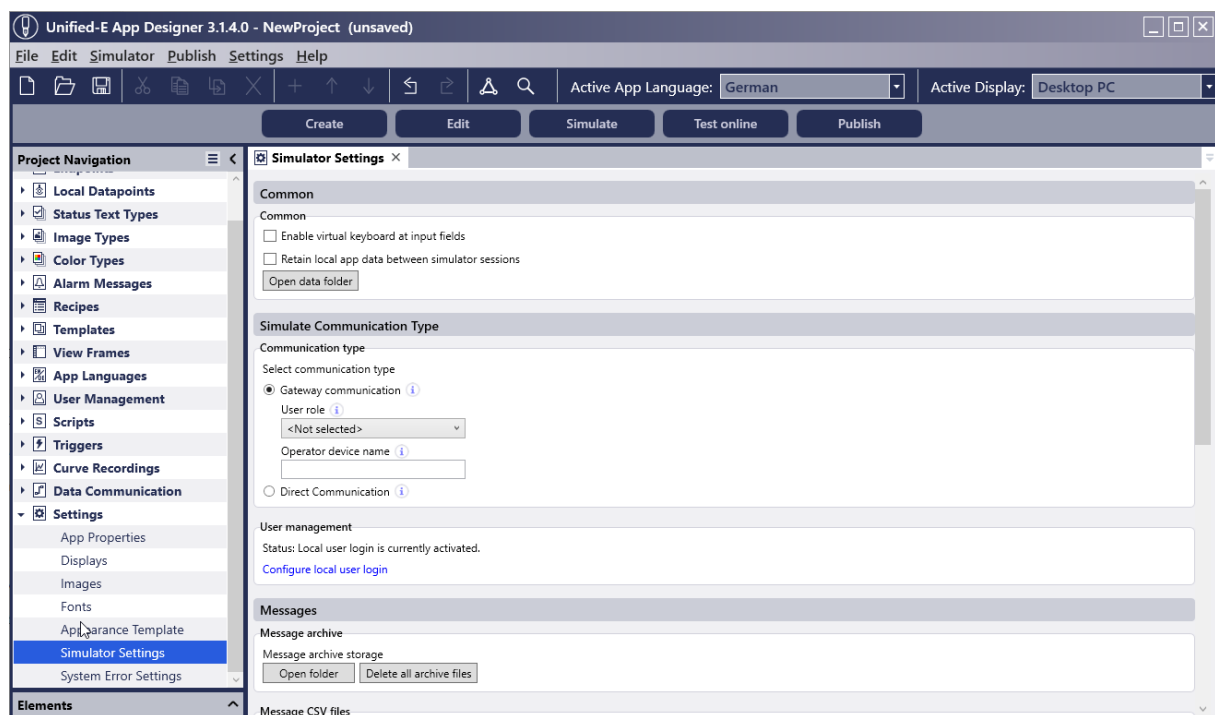 Unified-E App Designer 3.1.4.0 - NewProject (unsaved)
File Edit Simulator Publish Settings Help
Active App Language: German Active Display: Desktop PC
Create Edit Simulate Test online Publish
Project Navigation
Local Datapoints
Status Text Types
Image Types
Color Types
Alarm Messages
Recipes
Templates
View Frames
App Languages
User Management
Scripts
Triggers
Curve Recordings
Data Communication
Settings
App Properties
Displays
Images
Fonts
Appearance Template
Simulator Settings
System Error Settings
Elements
Simulator Settings
Common
Common
Enable virtual keyboard at input fields
Retain local app data between simulator sessions
Open data folder
Simulate Communication Type
Communication type
Select communication type
Gateway communication
User role
<Not selected>
Operator device name
Direct Communication
User management
Status: Local user login is currently activated.
Configure local user login
Messages
Message archive
Message archive storage
Open folder Delete all archive files
Message CSV files